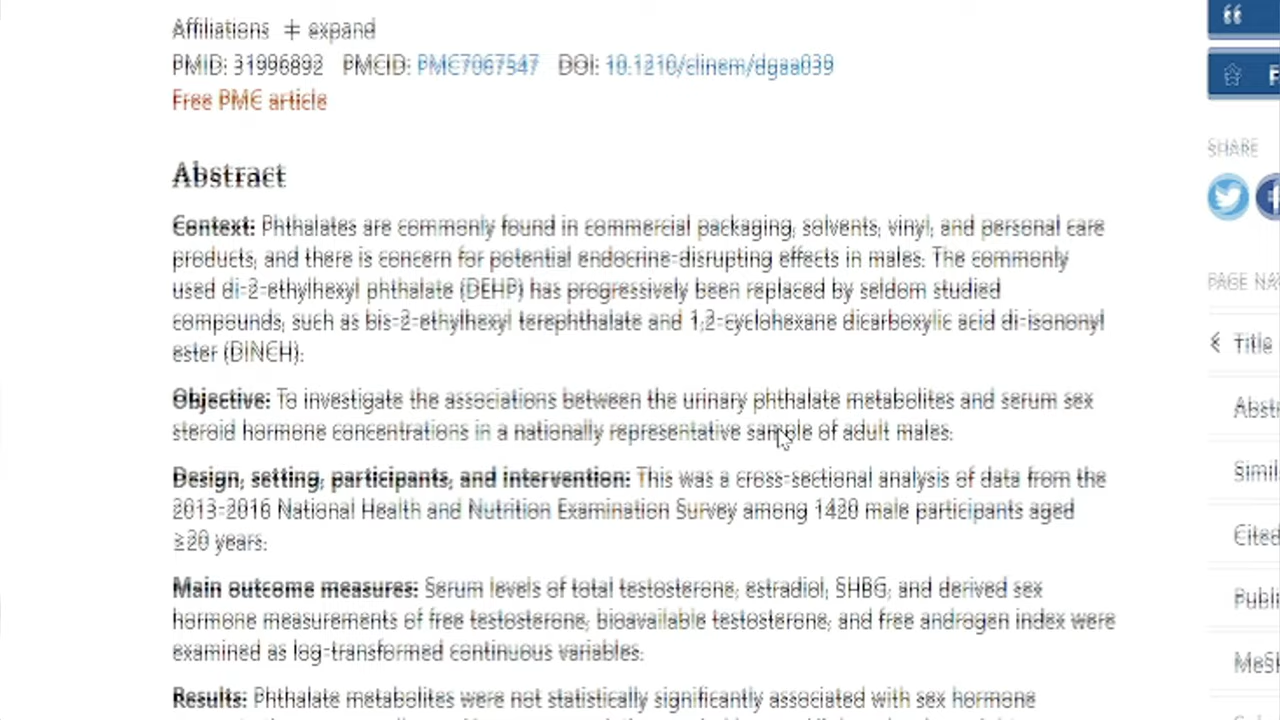 Affiliations + expand
PMID: 31996892 PMCID: PMC7067547 DOI: 10.1210/clinem/dgaa039
Free PMC article
Abstract
Context: Phthalates are commonly found in commercial packaging, solvents, vinyl, and personal care
products, and there is concern for potential endocrine-disrupting effects in males. The commonly
used di-2-ethylhexyl phthalate (DEHP) has progressively been replaced by seldom studied
compounds, such as bis-2-ethylhexyl terephthalate and 1,2-cyclohexane dicarboxylic acid di-isononyl
ester (DINCH).
Objective: To investigate the associations between the urinary phthalate metabolites and serum sex
steroid hormone concentrations in a nationally representative sample of adult males.
Design, setting, participants, and intervention: This was a cross-sectional analysis of data from the
2013-2016 National Health and Nutrition Examination Survey among 1420 male participants aged
≥20 years.
Main outcome measures: Serum levels of total testosterone, estradiol, SHBG, and derived sex
hormone measurements of free testosterone, bioavailable testosterone, and free androgen index were
examined as log-transformed continuous variables.
Results: Phthalate metabolites were not statistically significantly associated with sex hormone
F
SHARE
PAGE NA
Title
Abstr
Simil
Cited
Publi
MeSH